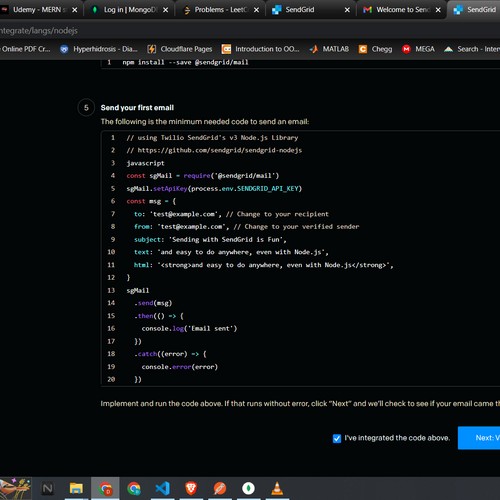 Udemy - MERN s
Log in | MongoD
Problems - LeetC
SendGrid
Welcome to Send
SendGrid
ntegrate/langs/nodejs
Online PDF Cr...
Hyperhidrosis - Dia...
Cloudflare Pages
Introduction to OO...
MATLAB
Chegg
MEGA
Search - Interv
1 npm install --save @sendgrid/mail
5 Send your first email
The following is the minimum needed code to send an email:
1 // using Twilio SendGrid's v3 Node.js Library
2 // https://github.com/sendgrid/sendgrid-nodejs
3 javascript
4 const sgMail = require('@sendgrid/mail')
5 sgMail.setApiKey(process.env.SENDGRID_API_KEY)
6 const msg = {
7 to: 'test@example.com', // Change to your recipient
8 from: 'test@example.com', // Change to your verified sender
9 subject: 'Sending with SendGrid is Fun',
10 text: 'and easy to do anywhere, even with Node.js',
11 html: '<strong>and easy to do anywhere, even with Node.js</strong>',
12 }
13 sgMail
14 .send(msg)
15 .then(() => {
16 console.log('Email sent')
17 })
18 .catch((error) => {
19 console.error(error)
20 })
Implement and run the code above. If that runs without error, click "Next" and we'll check to see if your email came th
I've integrated the code above.
Next: V